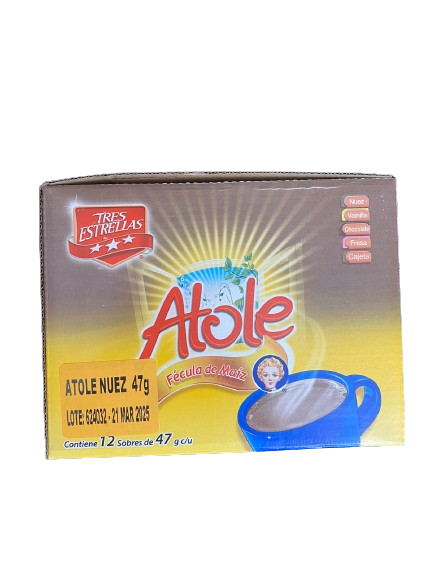 TRES
ESTRELLAS
Nuez
Vainilla
Chocolate
Fresa
Cajeta
Atole
Fécula de Maíz
ATOLE NUEZ 47g
LOTE: 624032 - 21 MAR 2025
Contiene 12 Sobres de 47 g c/u